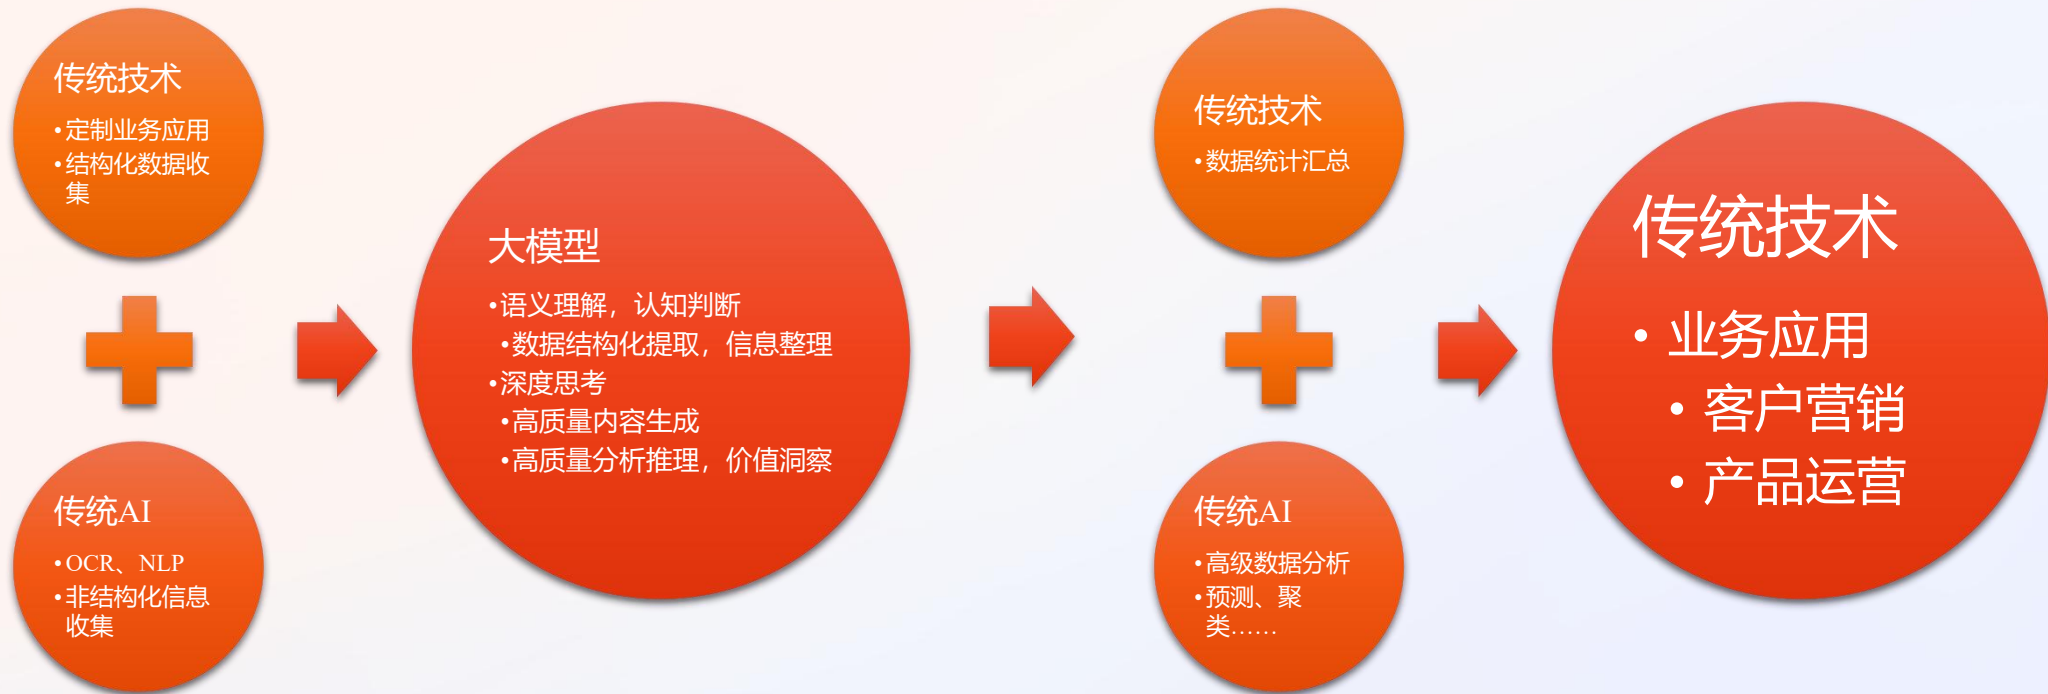 传统技术
•定制业务应用
•结构化数据收
集
传统AI
•OCR、NLP
•非结构化信息
收集
大模型
•语义理解，认知判断
•数据结构化提取，信息整理
•深度思考
•高质量内容生成
•高质量分析推理，价值洞察
传统技术
•数据统计汇总
传统AI
•高级数据分析
•预测、聚
类……
传统技术
• 业务应用
• 客户营销
• 产品运营